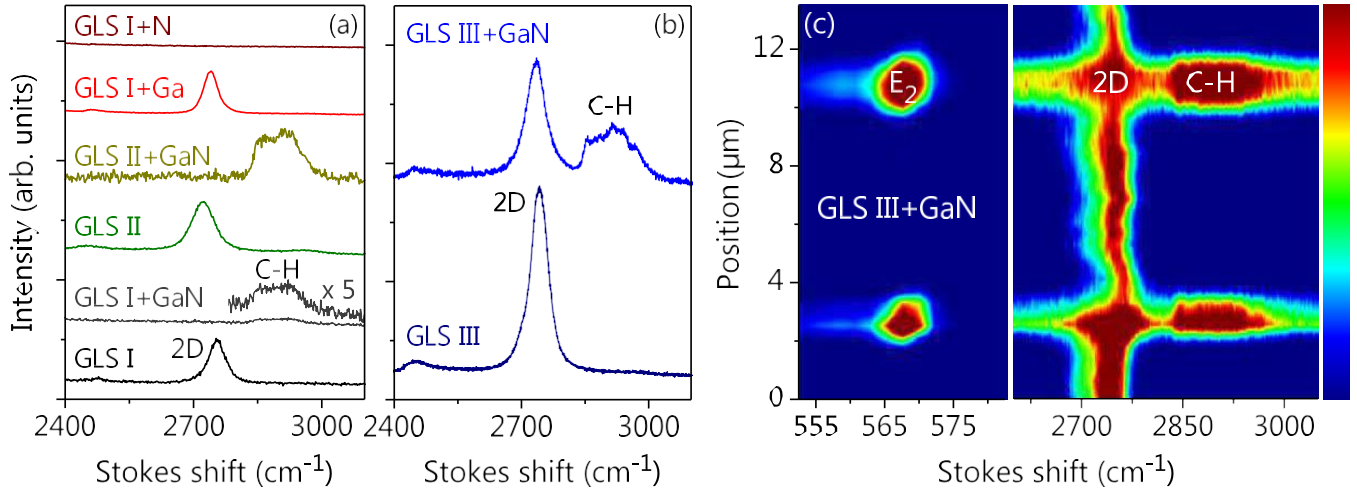 (a)
GLS I+N
GLS I+Ga
GLS II+GaN
GLS II
C-H
GLS I+GaN
x 5
GLS I
2D
2400
2700
3000
Stokes shift (cm⁻¹)
Intensity (arb. units)
(b)
GLS III+GaN
C-H
2D
GLS III
2400
2700
3000
Stokes shift (cm⁻¹)
(c)
E₂
2D
C-H
GLS III+GaN
12
8
4
0
Position (µm)
555
565
575
2700
2850
3000
Stokes shift (cm⁻¹)